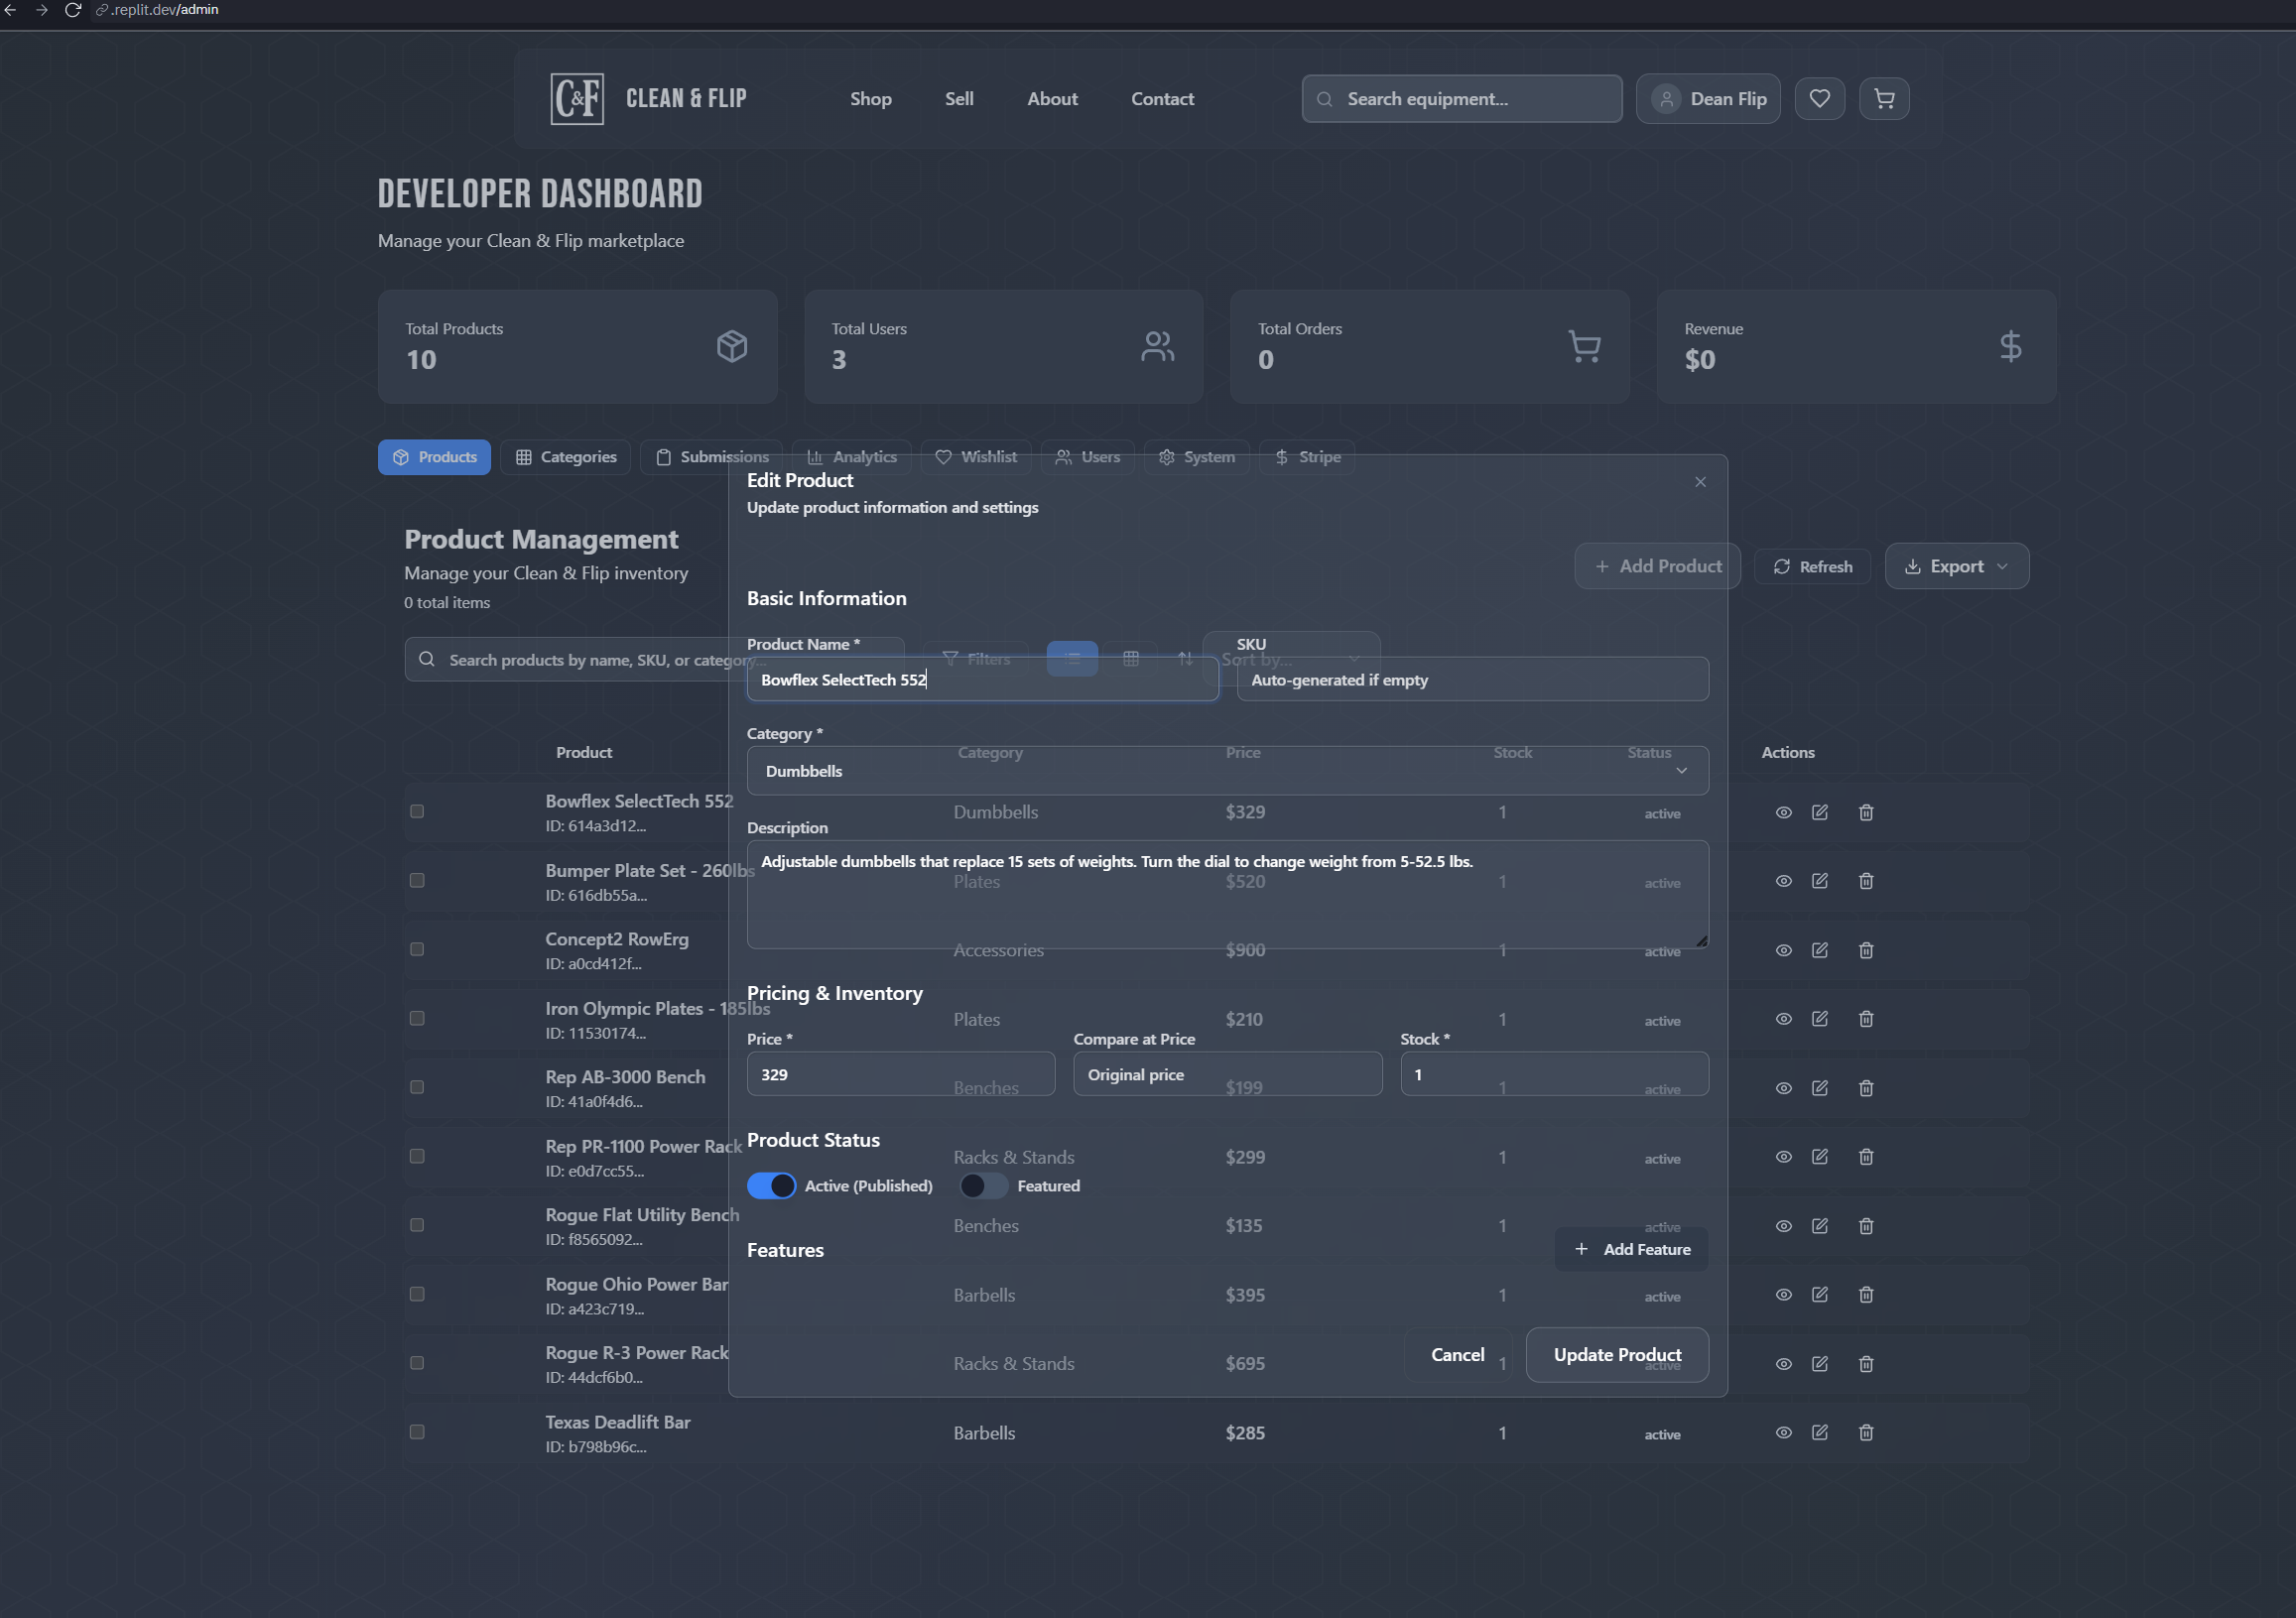 .replit.dev/admin
C&F CLEAN & FLIP Shop Sell About Contact Search equipment... Dean Flip
DEVELOPER DASHBOARD
Manage your Clean & Flip marketplace
Total Products
10
Total Users
3
Total Orders
0
Revenue
$0
Products Categories Submissions Analytics Wishlist Users System Stripe
Product Management
Manage your Clean & Flip inventory
0 total items
Add Product Refresh Export
Search products by name, SKU, or category... Filters Sort by...
Product Category Price Stock Status Actions
Bowflex SelectTech 552 Dumbbells $329 1 active
ID: 614a3d12...
Bumper Plate Set - 260lbs Plates $520 1 active
ID: 616db55a...
Concept2 RowErg Accessories $900 1 active
ID: a0cd412f...
Iron Olympic Plates - 185lbs Plates $210 1 active
ID: 11530174...
Rep AB-3000 Bench Benches $199 1 active
ID: 41a0f4d6...
Rep PR-1100 Power Rack Racks & Stands $299 1 active
ID: e0d7cc55...
Rogue Flat Utility Bench Benches $135 1 active
ID: f8565092...
Rogue Ohio Power Bar Barbells $395 1 active
ID: a423c719...
Rogue R-3 Power Rack Racks & Stands $695 1 active
ID: 44dcf6b0...
Texas Deadlift Bar Barbells $285 1 active
ID: b798b96c...
Edit Product
Update product information and settings
Basic Information
Product Name * SKU
Bowflex SelectTech 552 Auto-generated if empty
Category *
Dumbbells
Description
Adjustable dumbbells that replace 15 sets of weights. Turn the dial to change weight from 5-52.5 lbs.
Pricing & Inventory
Price * Compare at Price Stock *
329 Original price 1
Product Status
Active (Published) Featured
Features Add Feature
Cancel Update Product